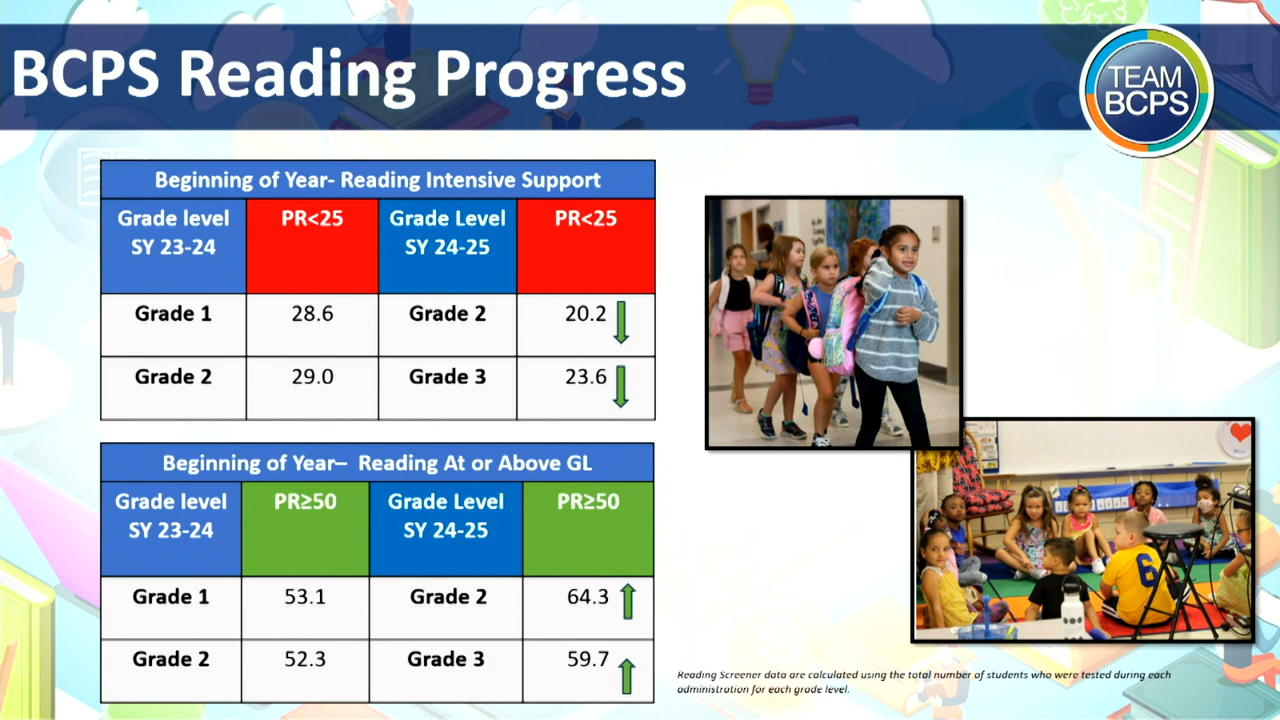 BCPS Reading Progress
TEAM
BCPS
Beginning of Year- Reading Intensive Support
Grade level PR<25 Grade Level PR<25
SY 23-24 SY 24-25
Grade 1 28.6 Grade 2 20.2
Grade 2 29.0 Grade 3 23.6
Beginning of Year– Reading At or Above GL
Grade level PR≥50 Grade Level PR≥50
SY 23-24 SY 24-25
Grade 1 53.1 Grade 2 64.3
Grade 2 52.3 Grade 3 59.7
6
Reading Screener data are calculated using the total number of students who were tested during each
administration for each grade level.